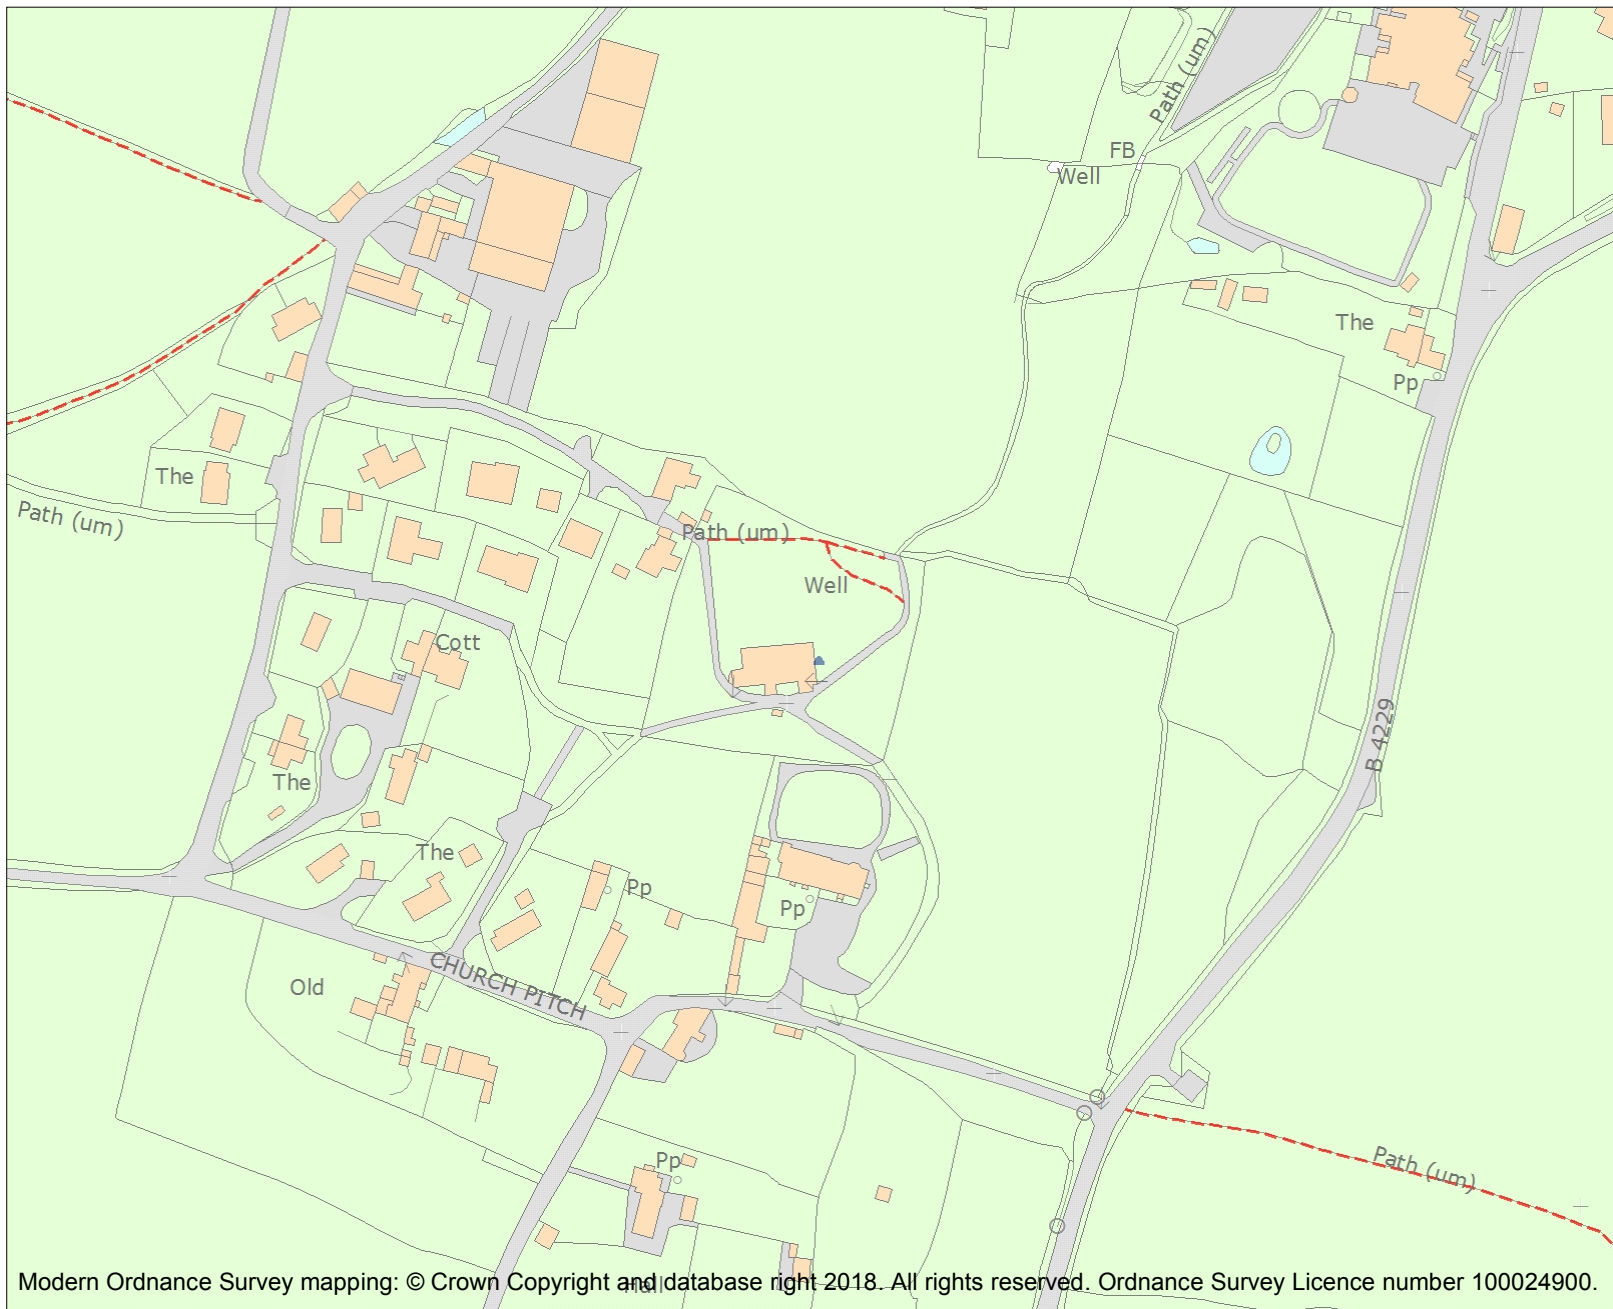 Path (um)
FB
Well
The
Pp
The
Path (um)
Path (um)
Well
Cott
B 4229
The
The
Pp
Pp
CHURCH PITCH
Old
Path (um)
Pp
Hall
Modern Ordnance Survey mapping: © Crown Copyright and database right 2018. All rights reserved. Ordnance Survey Licence number 100024900.